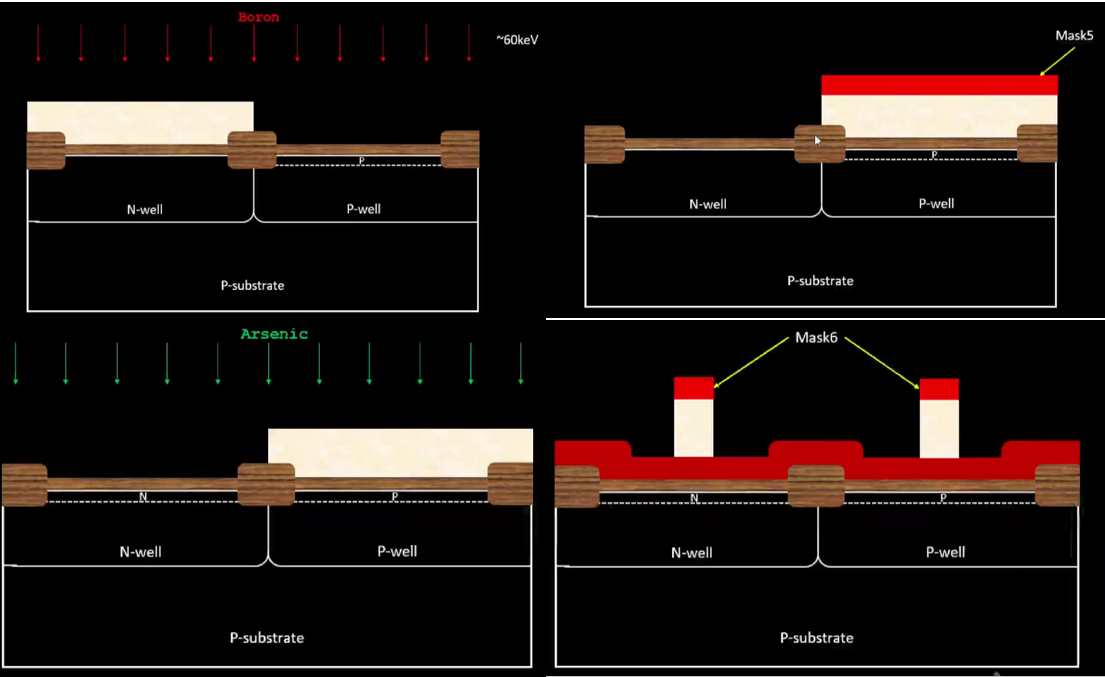 Boron
~60keV
P
N-well
P-well
P-substrate
Mask5
P
N-well
P-well
P-substrate
Arsenic
N
P
N-well
P-well
P-substrate
Mask6
N
P
N-well
P-well
P-substrate